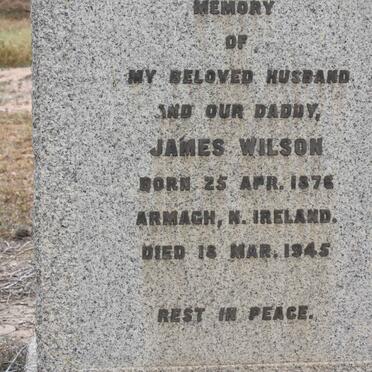 MEMORY
OF
MY BELOVED HUSBAND
AND OUR DADDY,
JAMES WILSON
BORN 25 APR. 1876
ARMAGH, N. IRELAND.
DIED 18 MAR. 1945
REST IN PEACE.